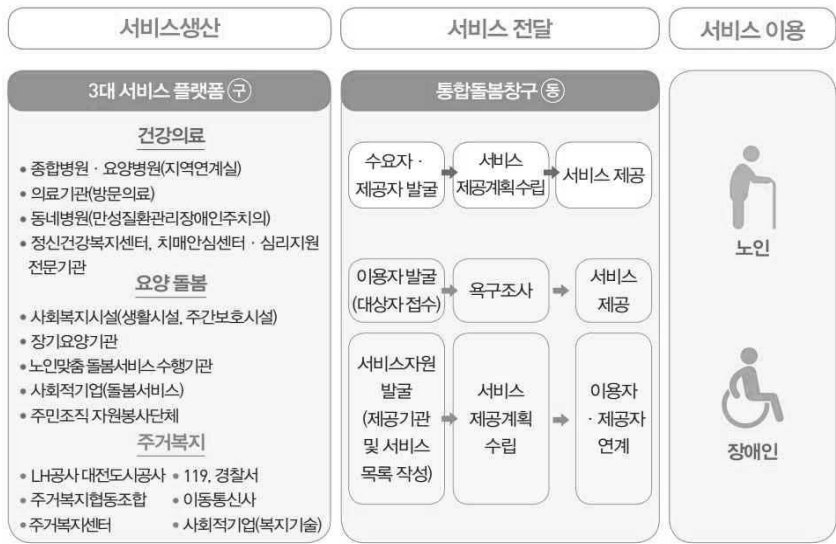 서비스생산
서비스 전달
서비스 이용
3대 서비스 플랫폼 구
건강의료
• 종합병원 · 요양병원(지역연계실)
• 의료기관(방문의료)
• 동네병원(만성질환관리장애인주치의)
• 정신건강복지센터, 치매안심센터 · 심리지원
전문기관
요양 돌봄
• 사회복지시설(생활시설, 주간보호시설)
• 장기요양기관
• 노인맞춤 돌봄서비스 수행기관
• 사회적기업(돌봄서비스)
• 주민조직 자원봉사단체
주거복지
• LH공사 대전도시공사 • 119, 경찰서
• 주거복지협동조합 • 이동통신사
• 주거복지센터 • 사회적기업(복지기술)
통합돌봄창구 동
수요자 ·
제공자 발굴
서비스
제공계획수립
서비스 제공
이용자 발굴
(대상자 접수)
욕구조사
서비스
제공
서비스자원
발굴
(제공기관
및 서비스
목록 작성)
서비스
제공계획
수립
이용자
· 제공자
연계
노인
장애인